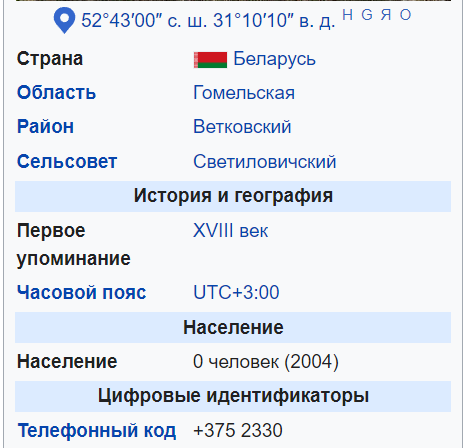 52°43′00″ с. ш. 31°10′10″ в. д. H G Я O
Страна Беларусь
Область Гомельская
Район Ветковский
Сельсовет Светиловичский
История и география
Первое упоминание XVIII век
Часовой пояс UTC+3:00
Население
Население 0 человек (2004)
Цифровые идентификаторы
Телефонный код +375 2330